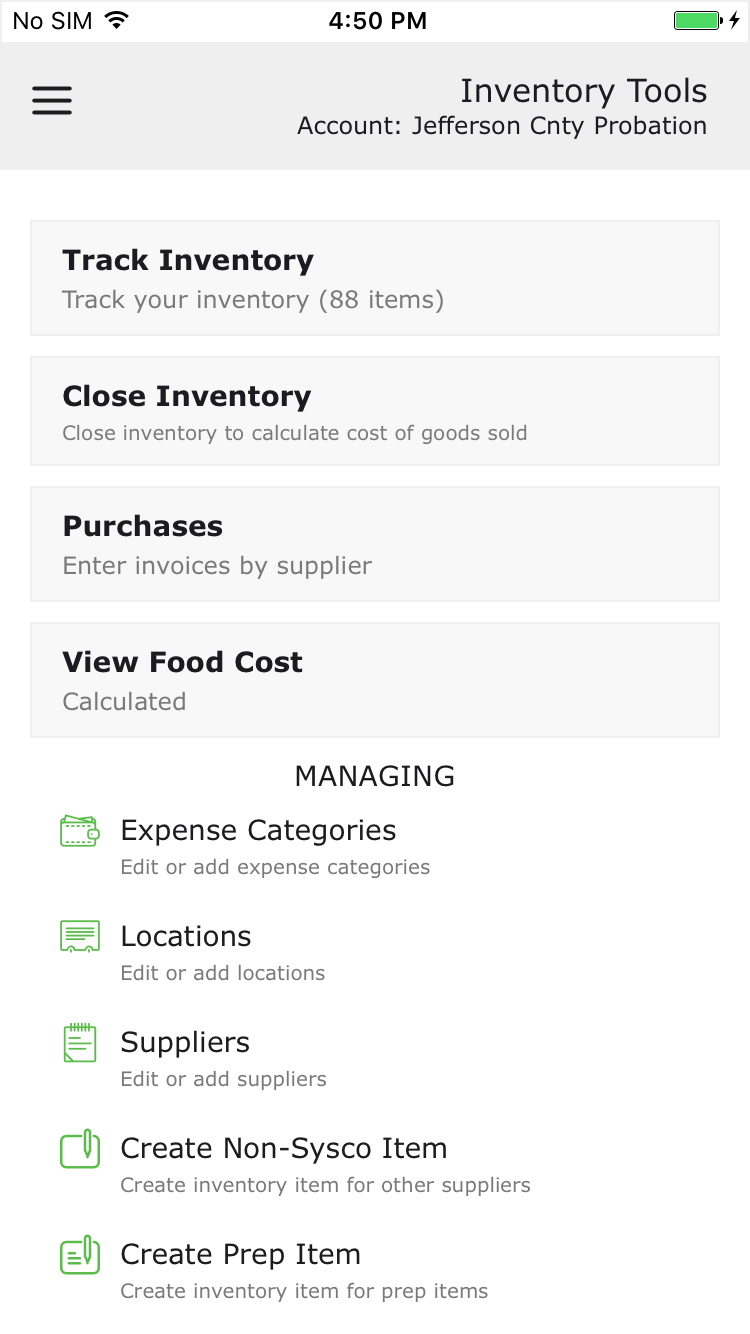 No SIM 4:50 PM
Inventory Tools
Account: Jefferson Cnty Probation
Track Inventory
Track your inventory (88 items)
Close Inventory
Close inventory to calculate cost of goods sold
Purchases
Enter invoices by supplier
View Food Cost
Calculated
MANAGING
Expense Categories
Edit or add expense categories
Locations
Edit or add locations
Suppliers
Edit or add suppliers
Create Non-Sysco Item
Create inventory item for other suppliers
Create Prep Item
Create inventory item for prep items